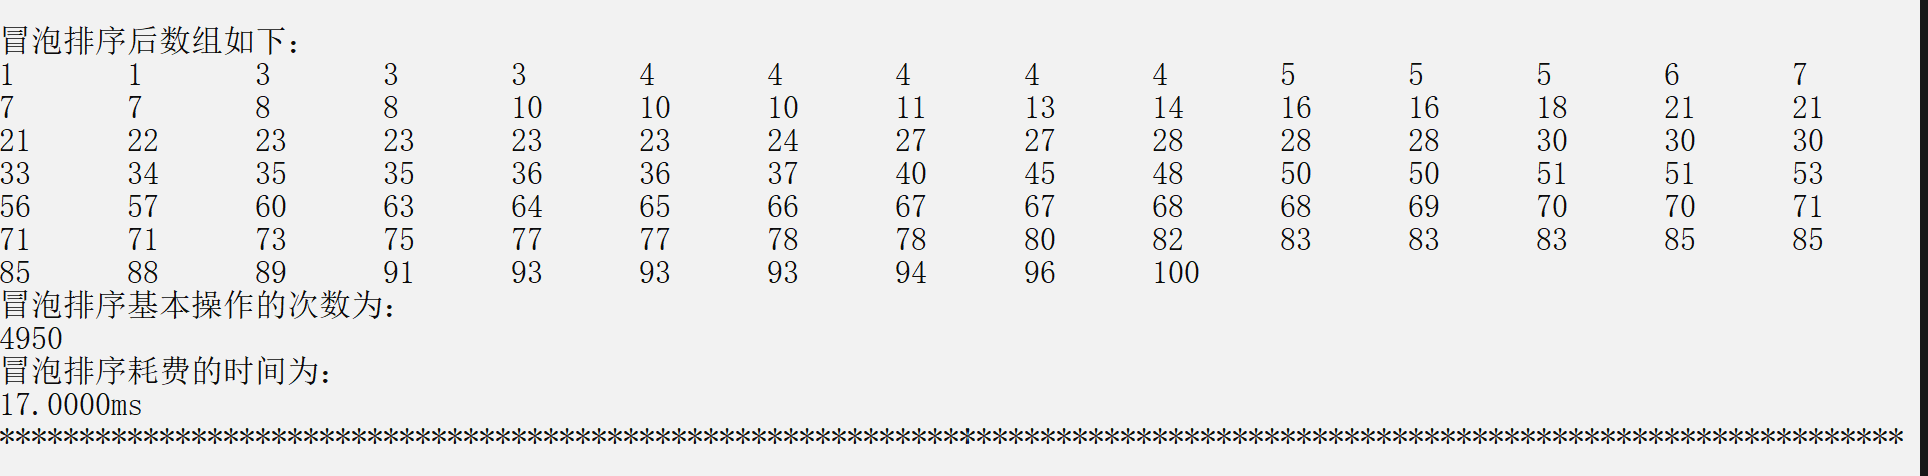 冒泡排序后数组如下:
1 1 3 3 3 4 4 4 4 4 5 5 5 6 7
7 7 8 8 10 10 10 11 13 14 16 16 18 21 21
21 22 23 23 23 23 24 27 27 28 28 28 30 30 30
33 34 35 35 36 36 37 40 45 48 50 50 51 51 53
56 57 60 63 64 65 66 67 67 68 68 69 70 70 71
71 71 73 75 77 77 78 78 80 82 83 83 83 85 85
85 88 89 91 93 93 93 94 96 100
冒泡排序基本操作的次数为:
4950
冒泡排序耗费的时间为:
17.0000ms
***********************************************************************************************************************